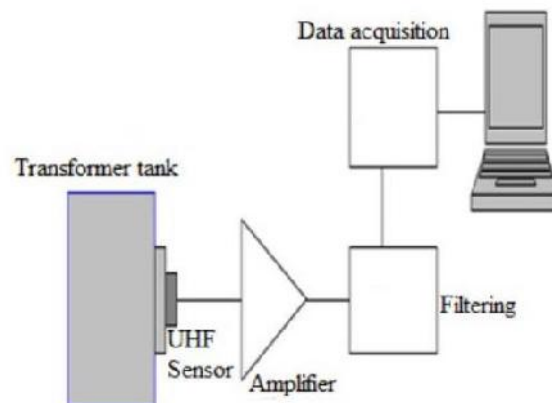 Data acquisition
Transformer tank
UHF
Sensor
Amplifier
Filtering